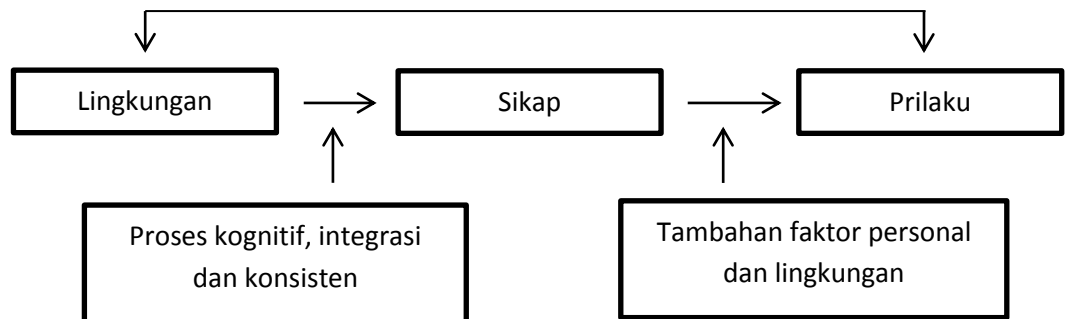 Lingkungan
Sikap
Prilaku
Proses kognitif, integrasi
dan konsisten
Tambahan faktor personal
dan lingkungan